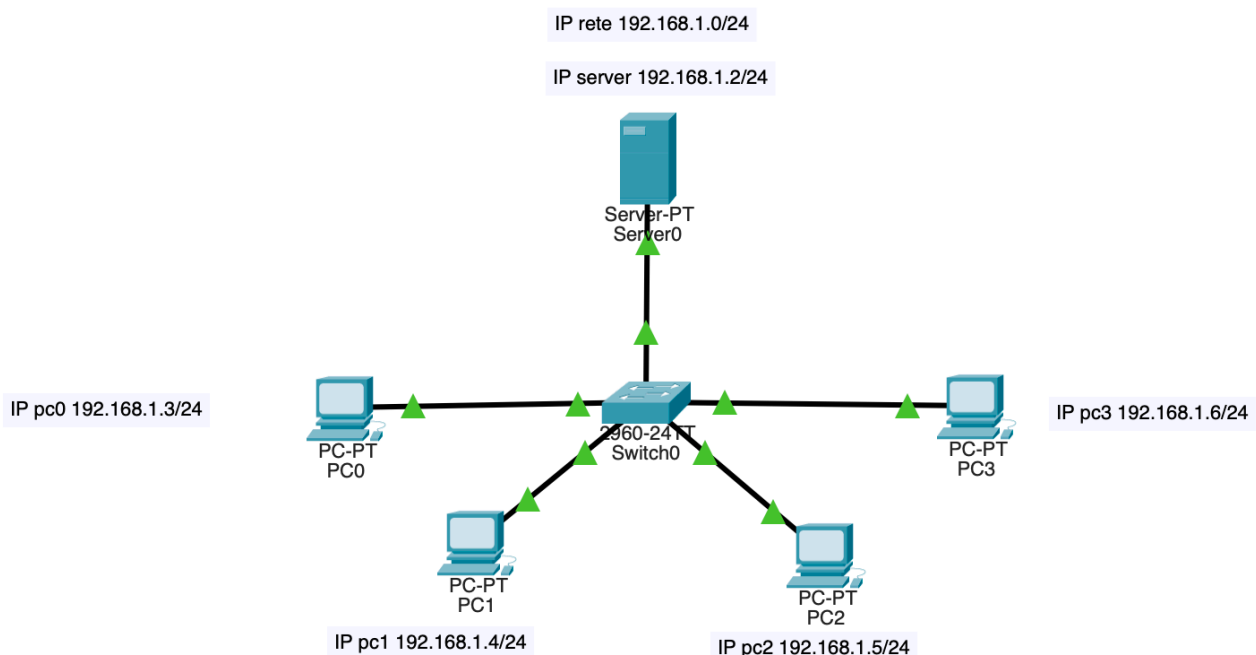 IP rete 192.168.1.0/24
IP server 192.168.1.2/24
Server-PT
Server0
IP pc0 192.168.1.3/24
PC-PT
PC0
2960-24TT
Switch0
PC-PT
PC3
IP pc3 192.168.1.6/24
PC-PT
PC1
PC-PT
PC2
IP pc1 192.168.1.4/24
IP pc2 192.168.1.5/24